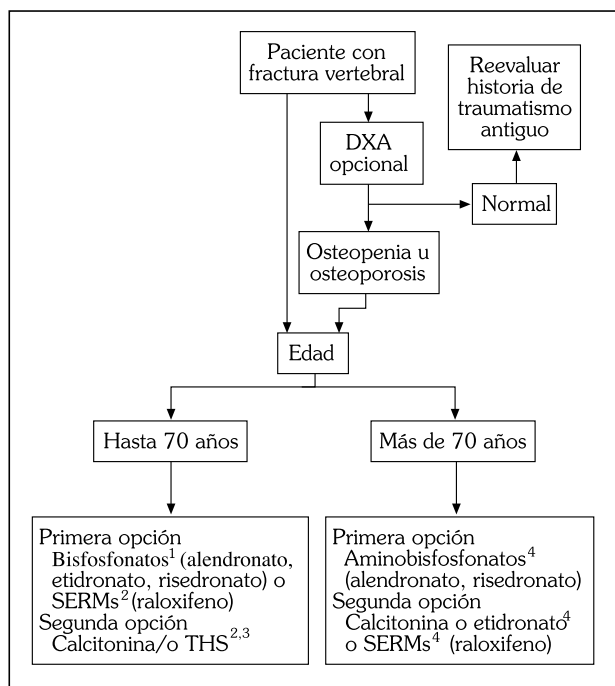 Paciente con
fractura vertebral
Reevaluar
historia de
traumatismo
antiguo
DXA
opcional
Normal
Osteopenia u
osteoporosis
Edad
Hasta 70 años
Más de 70 años
Primera opción
Bisfosfonatos¹ (alendronato,
etidronato, risedronato) o
SERMs² (raloxifeno)
Segunda opción
Calcitonina/o THS²,³
Primera opción
Aminobisfosfonatos⁴
(alendronato, risedronato)
Segunda opción
Calcitonina o etidronato⁴
o SERMs⁴ (raloxifeno)